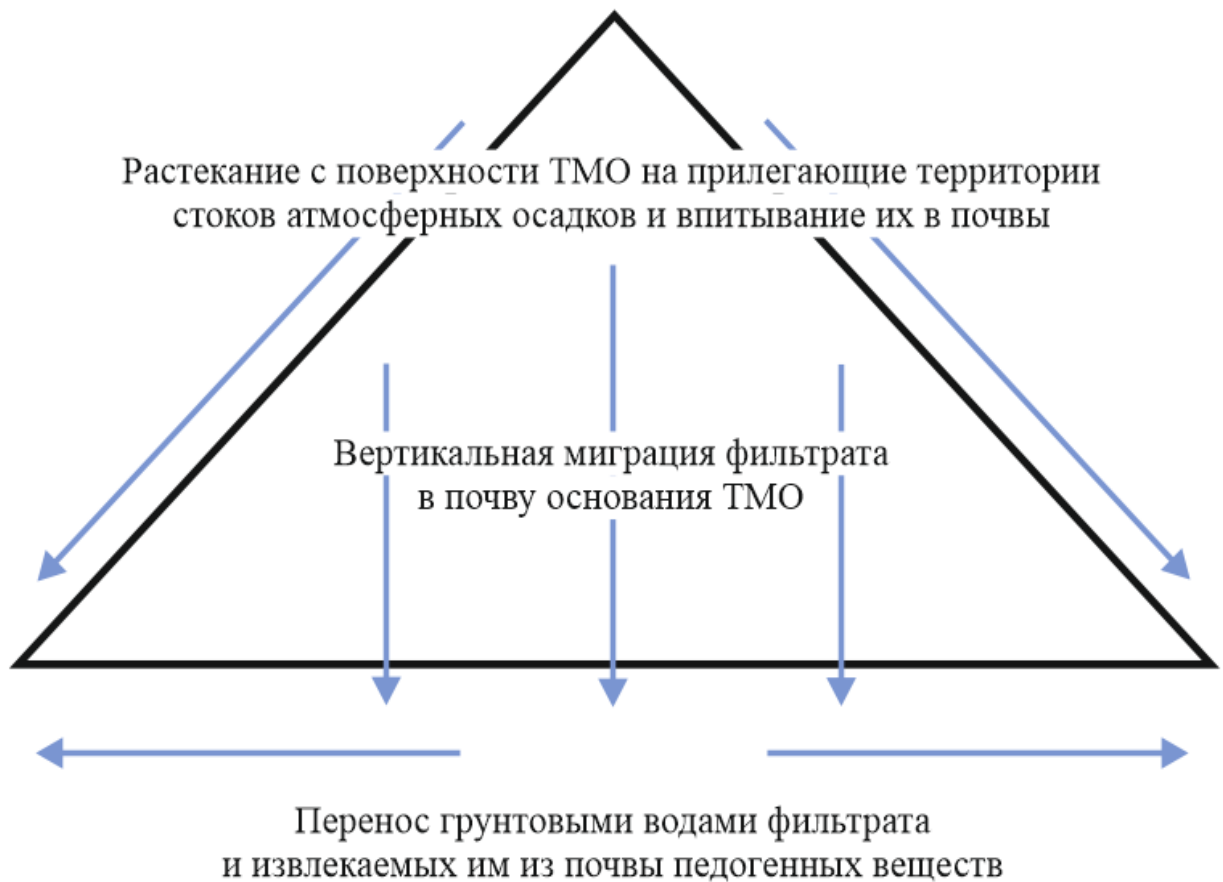 Растекание с поверхности ТМО на прилегающие территории
стоков атмосферных осадков и впитывание их в почвы
Вертикальная миграция фильтрата
в почву основания ТМО
Перенос грунтовыми водами фильтрата
и извлекаемых им из почвы педогенных веществ